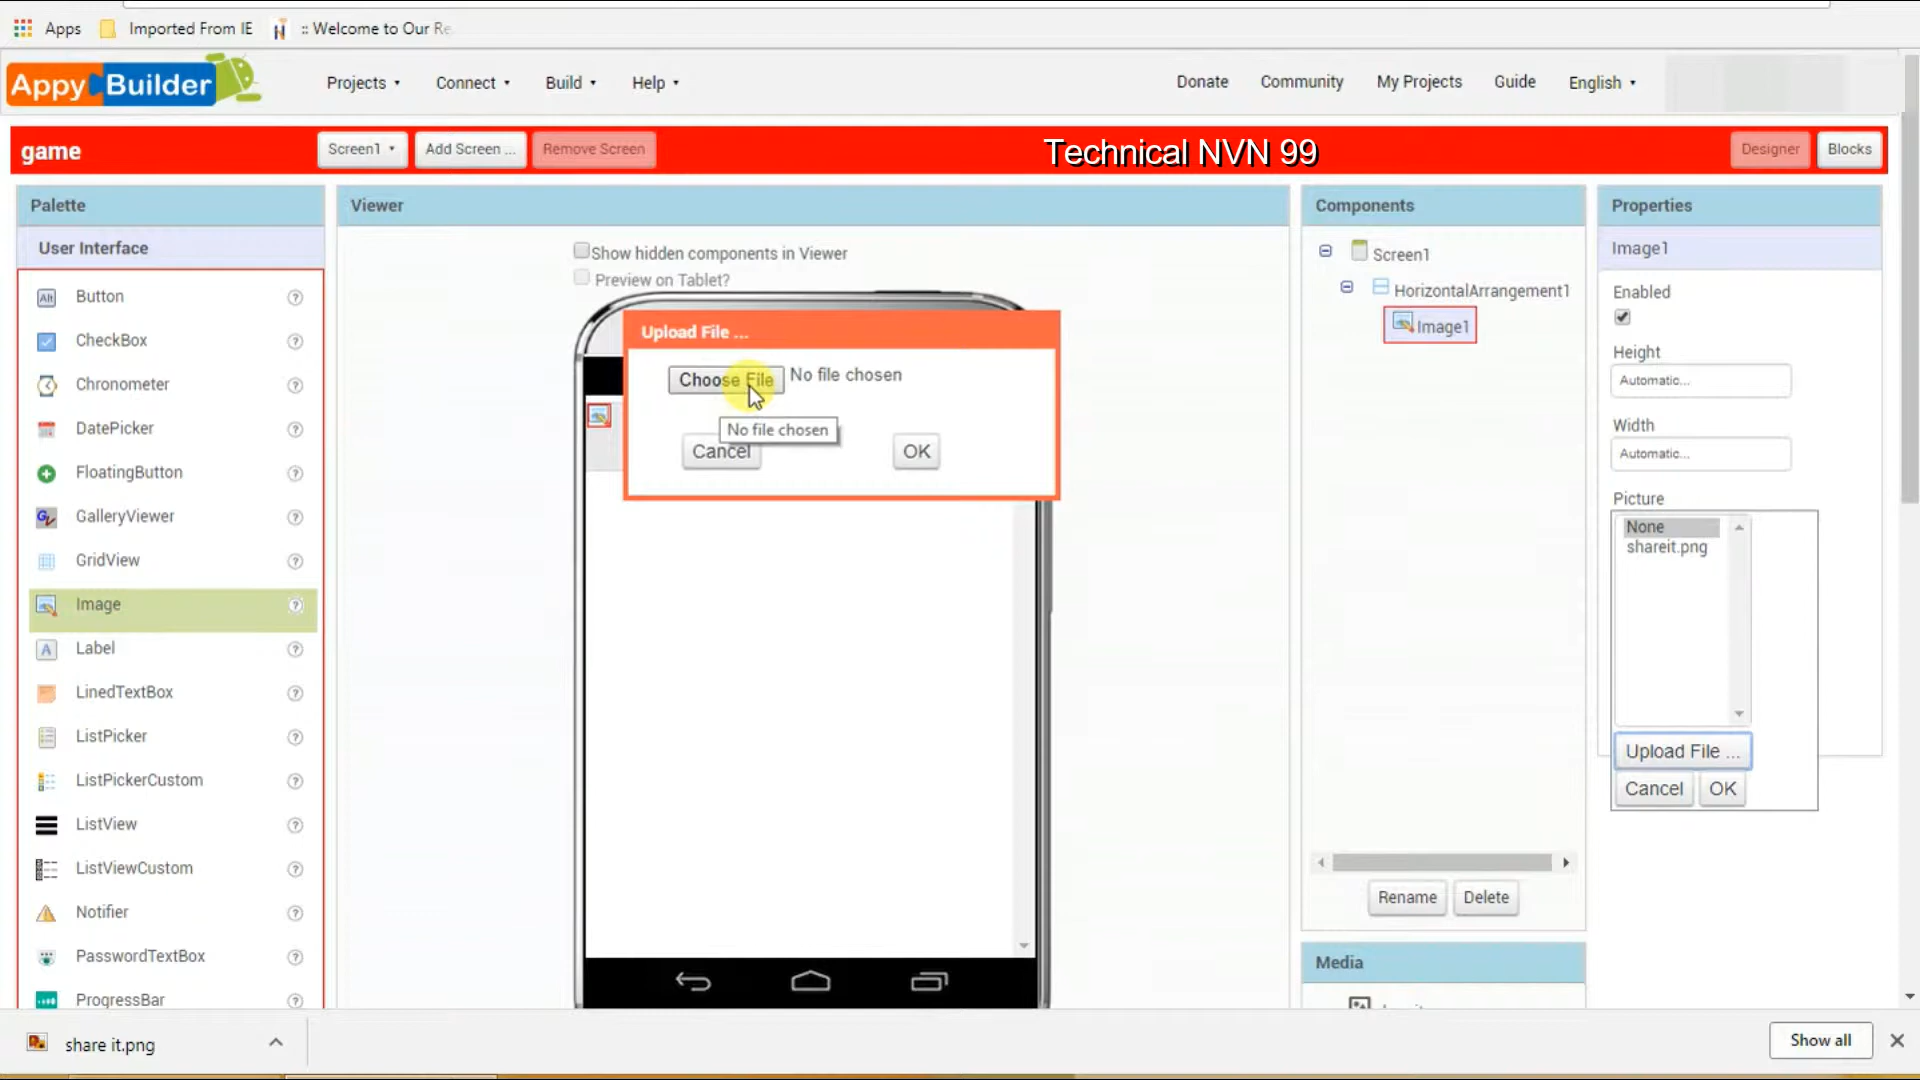 Apps
Imported From IE
:: Welcome to Our Re
Appy Builder
Projects
Connect
Build
Help
Donate
Community
My Projects
Guide
English
game
Screen1
Add Screen ...
Remove Screen
Technical NVN 99
Designer
Blocks
Palette
Viewer
Components
Properties
User Interface
Image1
Show hidden components in Viewer
Preview on Tablet?
Button
CheckBox
Chronometer
DatePicker
FloatingButton
GalleryViewer
GridView
Image
Label
LinedTextBox
ListPicker
ListPickerCustom
ListView
ListViewCustom
Notifier
PasswordTextBox
ProgressBar
Upload File ...
Choose File
No file chosen
No file chosen
Cancel
OK
Screen1
HorizontalArrangement1
Image1
Rename
Delete
Media
Enabled
Height
Automatic...
Width
Automatic...
Picture
None
shareit.png
Upload File ...
Cancel
OK
share it.png
Show all